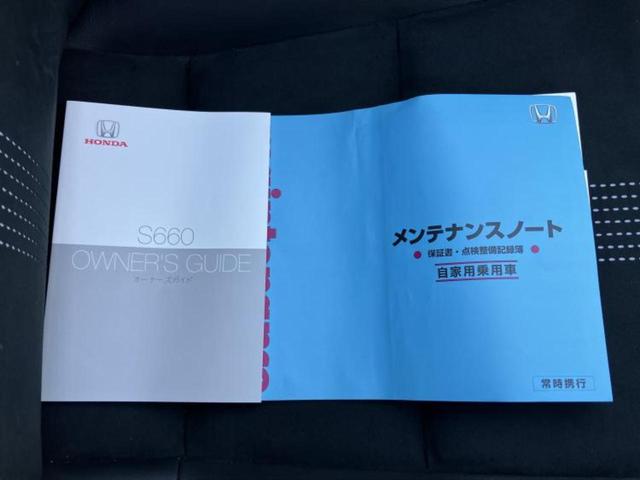 HONDA
S660
OWNER'S GUIDE
オーナーズガイド
メンテナンスノート
保証書・点検整備記録簿
自家用乗用車
常時携行